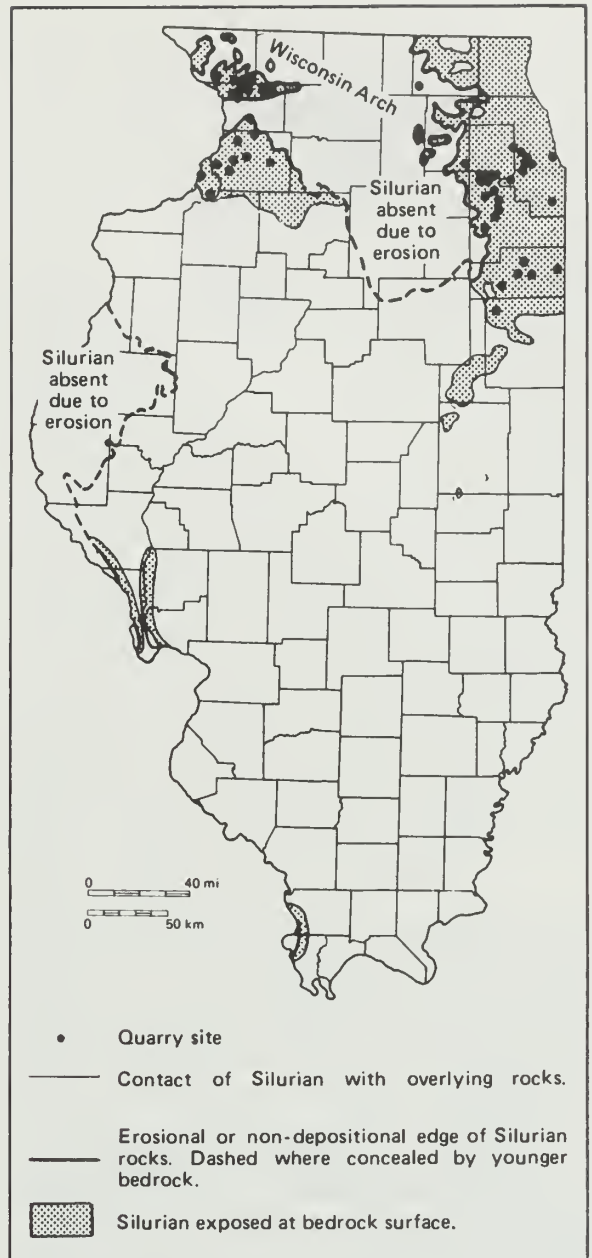 Wisconsin Arch
Silurian
absent
due to
erosion
Silurian
absent
due to
erosion
0 40 mi
0 50 km
Quarry site
Contact of Silurian with overlying rocks.
Erosional or non-depositional edge of Silurian
rocks. Dashed where concealed by younger
bedrock.
Silurian exposed at bedrock surface.